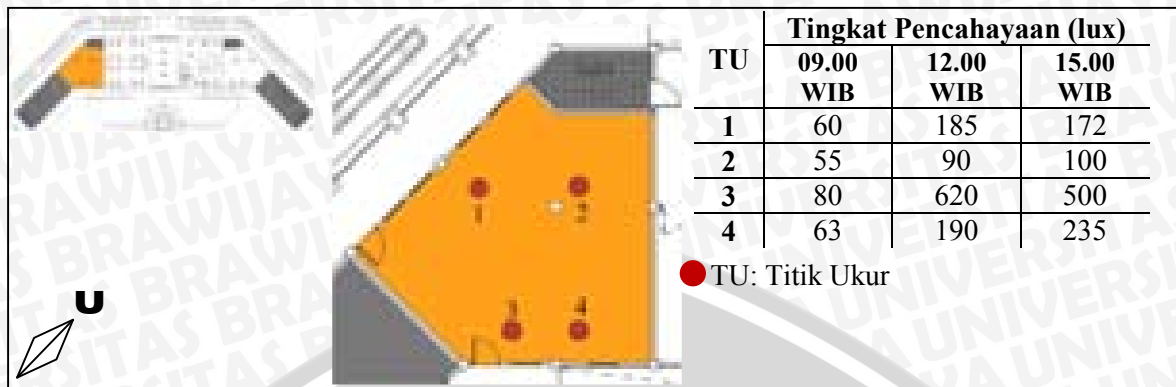 TU Tingkat Pencahayaan (lux)
09.00 WIB 12.00 WIB 15.00 WIB
1 60 185 172
2 55 90 100
3 80 620 500
4 63 190 235
TU: Titik Ukur
1 2
3 4
U